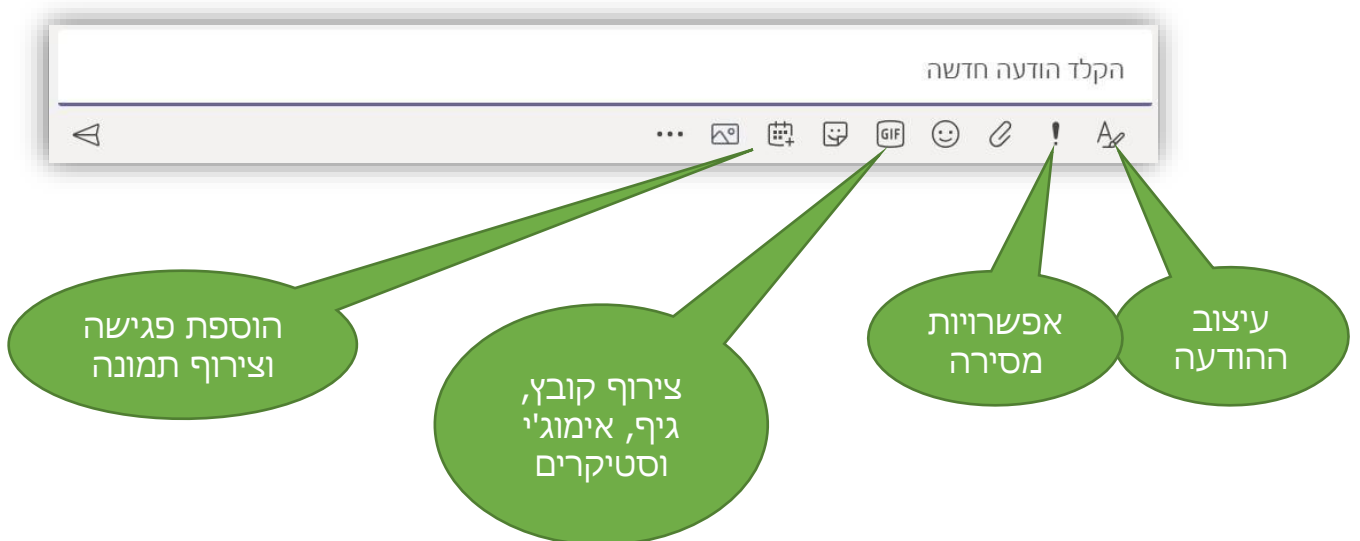 הקלד הודעה חדשה
GIF
עיצוב
ההודעה
אפשרויות
מסירה
צירוף קובץ,
גיף, אימוג'י
וסטיקרים
הוספת פגישה
וצירוף תמונה